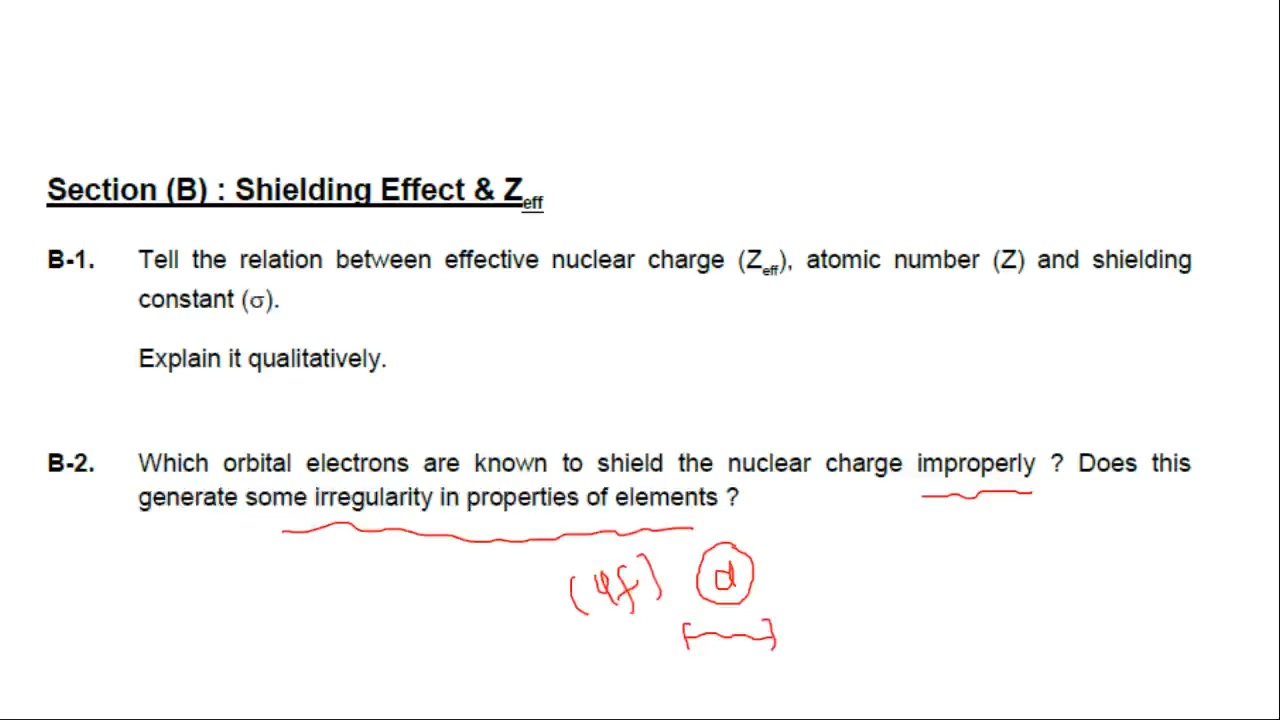 Section (B) : Shielding Effect & Zeff
B-1. Tell the relation between effective nuclear charge (Zeff), atomic number (Z) and shielding
constant (σ).
Explain it qualitatively.
B-2. Which orbital electrons are known to shield the nuclear charge improperly ? Does this
generate some irregularity in properties of elements ?
(4f) d